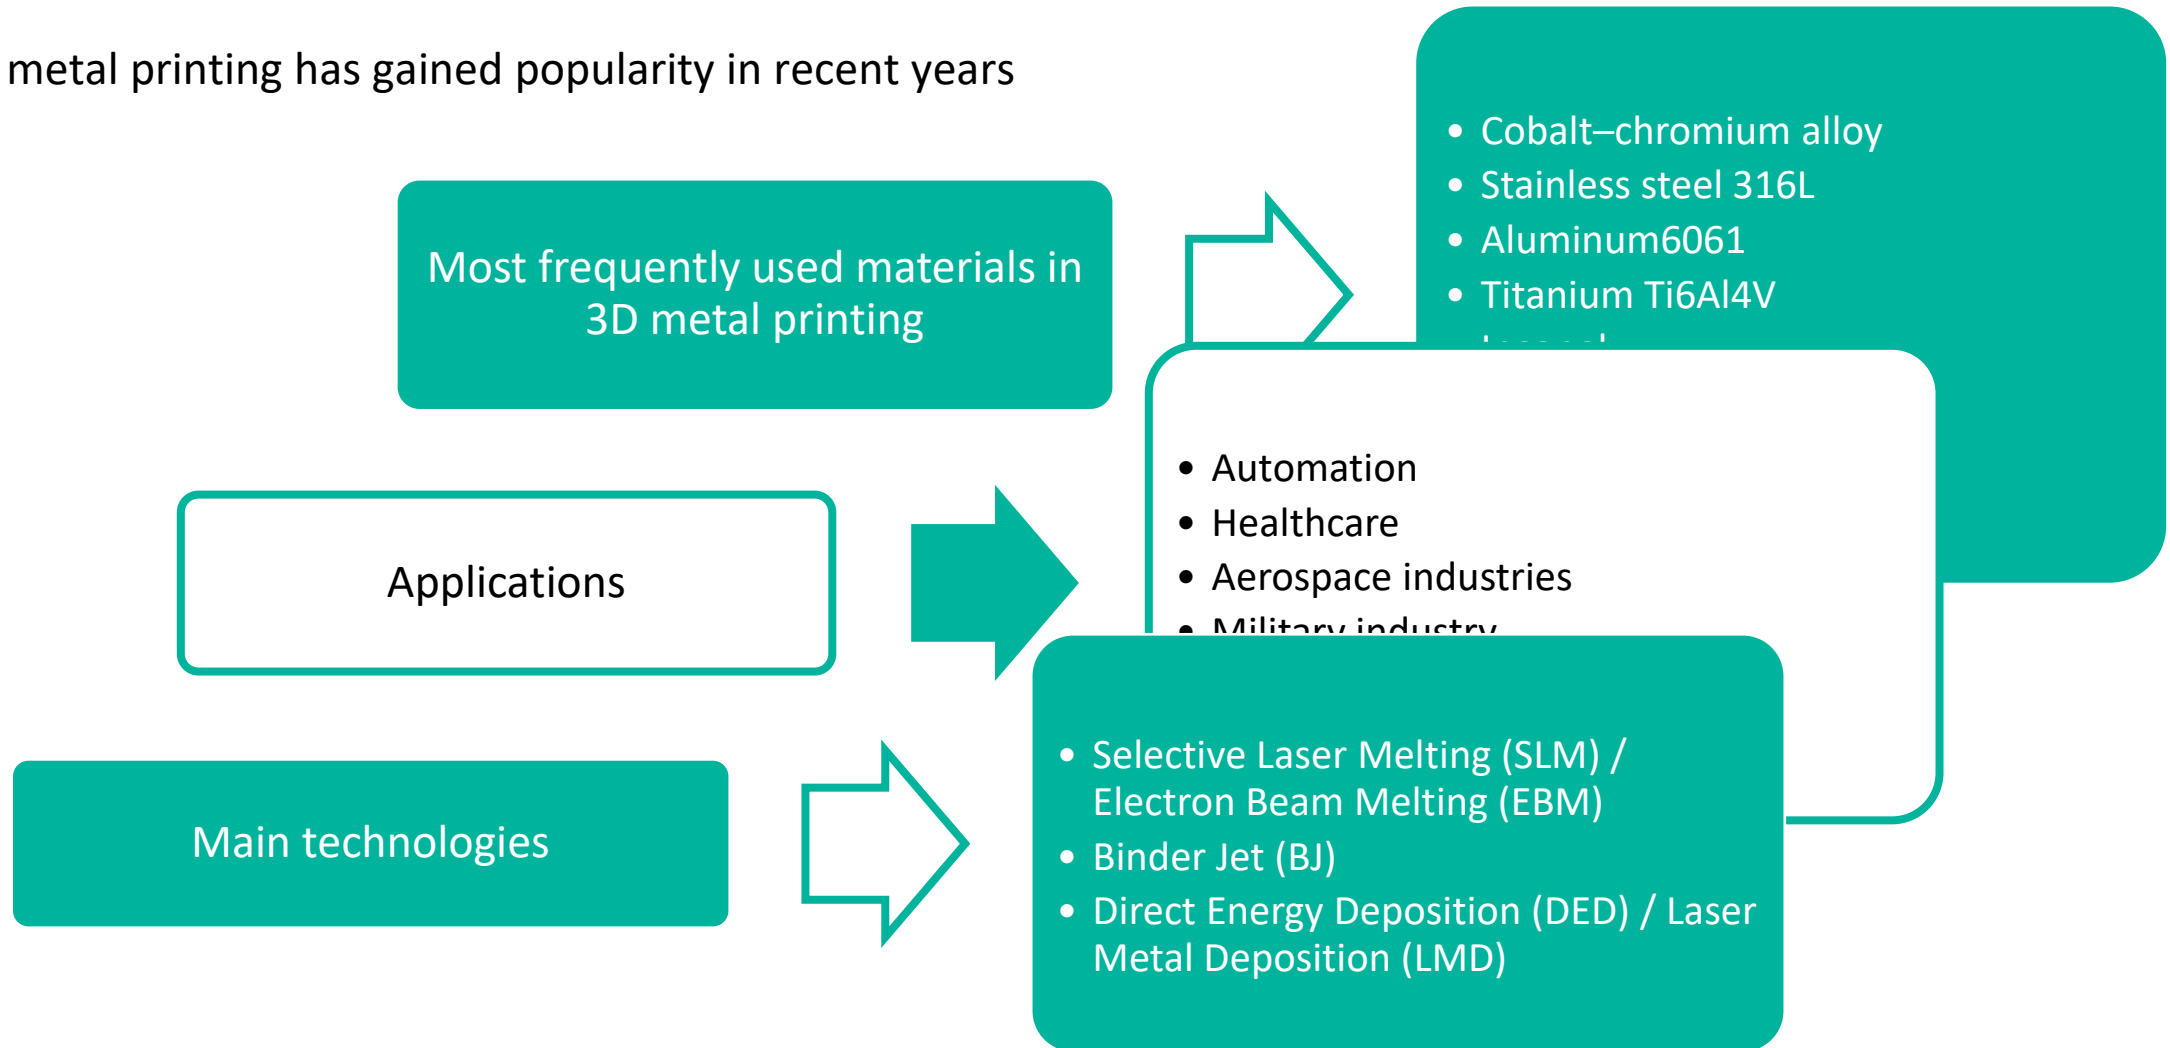 metal printing has gained popularity in recent years
Most frequently used materials in
3D metal printing
• Cobalt–chromium alloy
• Stainless steel 316L
• Aluminum6061
• Titanium Ti6Al4V
Applications
• Automation
• Healthcare
• Aerospace industries
• Military industry
Main technologies
• Selective Laser Melting (SLM) /
Electron Beam Melting (EBM)
• Binder Jet (BJ)
• Direct Energy Deposition (DED) / Laser
Metal Deposition (LMD)